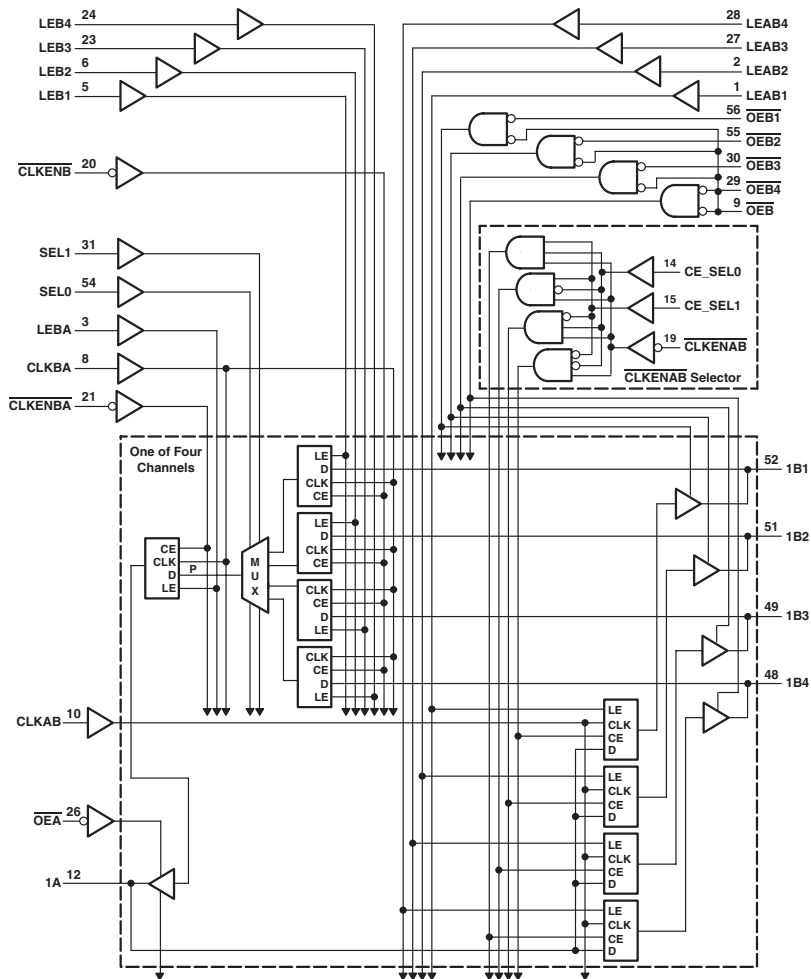 LEB4 24
LEB3 23
LEB2 6
LEB1 5
28 LEAB4
27 LEAB3
2 LEAB2
1 LEAB1
56 OEB1
55 OEB2
30 OEB3
29 OEB4
9 OEB
CLKENB 20
SEL1 31
SEL0 54
LEBA 3
CLKBA 8
CLKENBA 21
14 CE_SEL0
15 CE_SEL1
19 CLKENAB
CLKENAB Selector
One of Four
Channels
LE
D
CLK
CE
52 1B1
LE
D
CLK
CE
51 1B2
CE
CLK
D
LE
P
M
U
X
CLK
CE
D
LE
49 1B3
CLK
CE
D
LE
48 1B4
CLKAB 10
LE
CLK
CE
D
LE
CLK
CE
D
OEA 26
LE
CLK
CE
D
1A 12
LE
CLK
CE
D